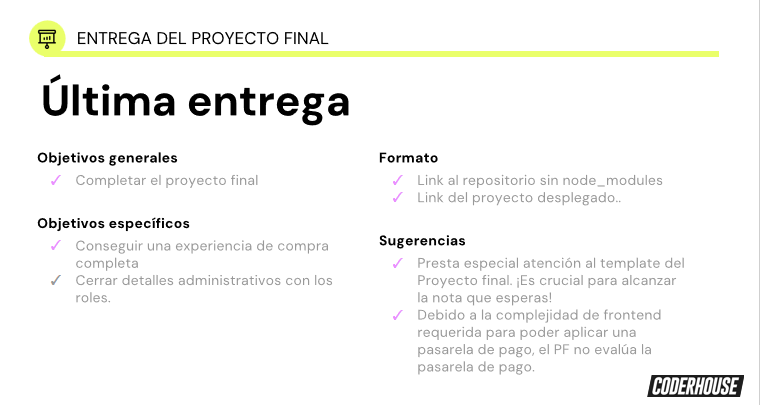 ENTREGA DEL PROYECTO FINAL
Última entrega
Objetivos generales
✓ Completar el proyecto final
Objetivos específicos
✓ Conseguir una experiencia de compra
completa
✓ Cerrar detalles administrativos con los
roles.
Formato
✓ Link al repositorio sin node_modules
✓ Link del proyecto desplegado..
Sugerencias
✓ Presta especial atención al template del
Proyecto final. ¡Es crucial para alcanzar
la nota que esperas!
✓ Debido a la complejidad de frontend
requerida para poder aplicar una
pasarela de pago, el PF no evalúa la
pasarela de pago.
CODERHOUSE